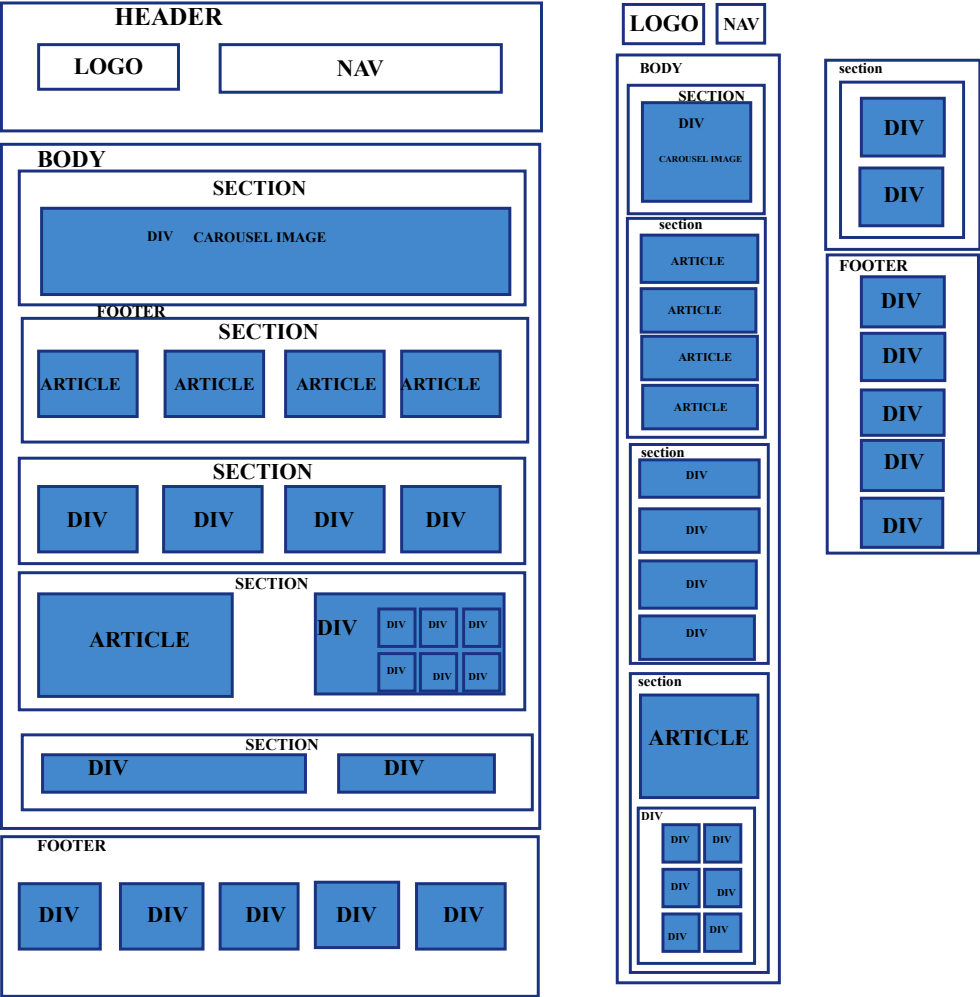 HEADER
LOGO NAV
BODY
SECTION
DIV CAROUSEL IMAGE
FOOTER
SECTION
ARTICLE ARTICLE ARTICLE ARTICLE
SECTION
DIV DIV DIV DIV
SECTION
ARTICLE
DIV
DIV DIV DIV
DIV DIV DIV
SECTION
DIV DIV
FOOTER
DIV DIV DIV DIV DIV
LOGO NAV
BODY
SECTION
DIV
CAROUSEL IMAGE
section
ARTICLE
ARTICLE
ARTICLE
ARTICLE
section
DIV
DIV
DIV
DIV
section
ARTICLE
DIV
DIV DIV
DIV DIV
DIV DIV
section
DIV
DIV
FOOTER
DIV
DIV
DIV
DIV
DIV